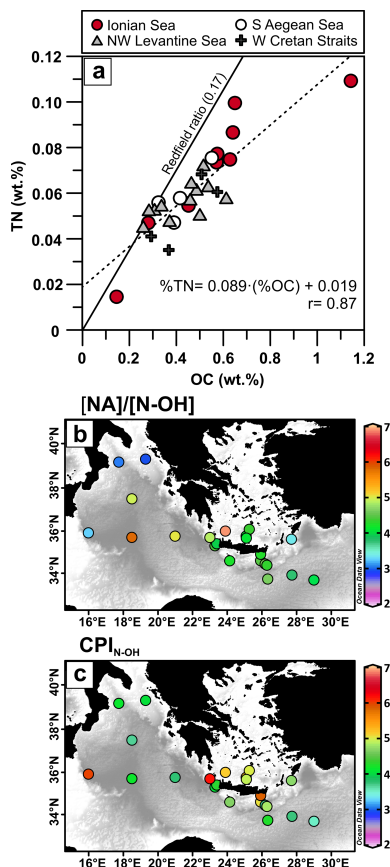 Ionian Sea
S Aegean Sea
NW Levantine Sea
W Cretan Straits
a
0.12
0.10
0.08
0.06
0.04
0.02
0
TN (wt.%)
Redfield ratio (0.17)
%TN= 0.089·(%OC) + 0.019
r= 0.87
0 0.2 0.4 0.6 0.8 1 1.2
OC (wt.%)
[NA]/[N-OH]
b
40°N
38°N
36°N
34°N
16°E 18°E 20°E 22°E 24°E 26°E 28°E 30°E
Ocean Data View
7
6
5
4
3
2
CPI N-OH
c
40°N
38°N
36°N
34°N
16°E 18°E 20°E 22°E 24°E 26°E 28°E 30°E
Ocean Data View
7
6
5
4
3
2